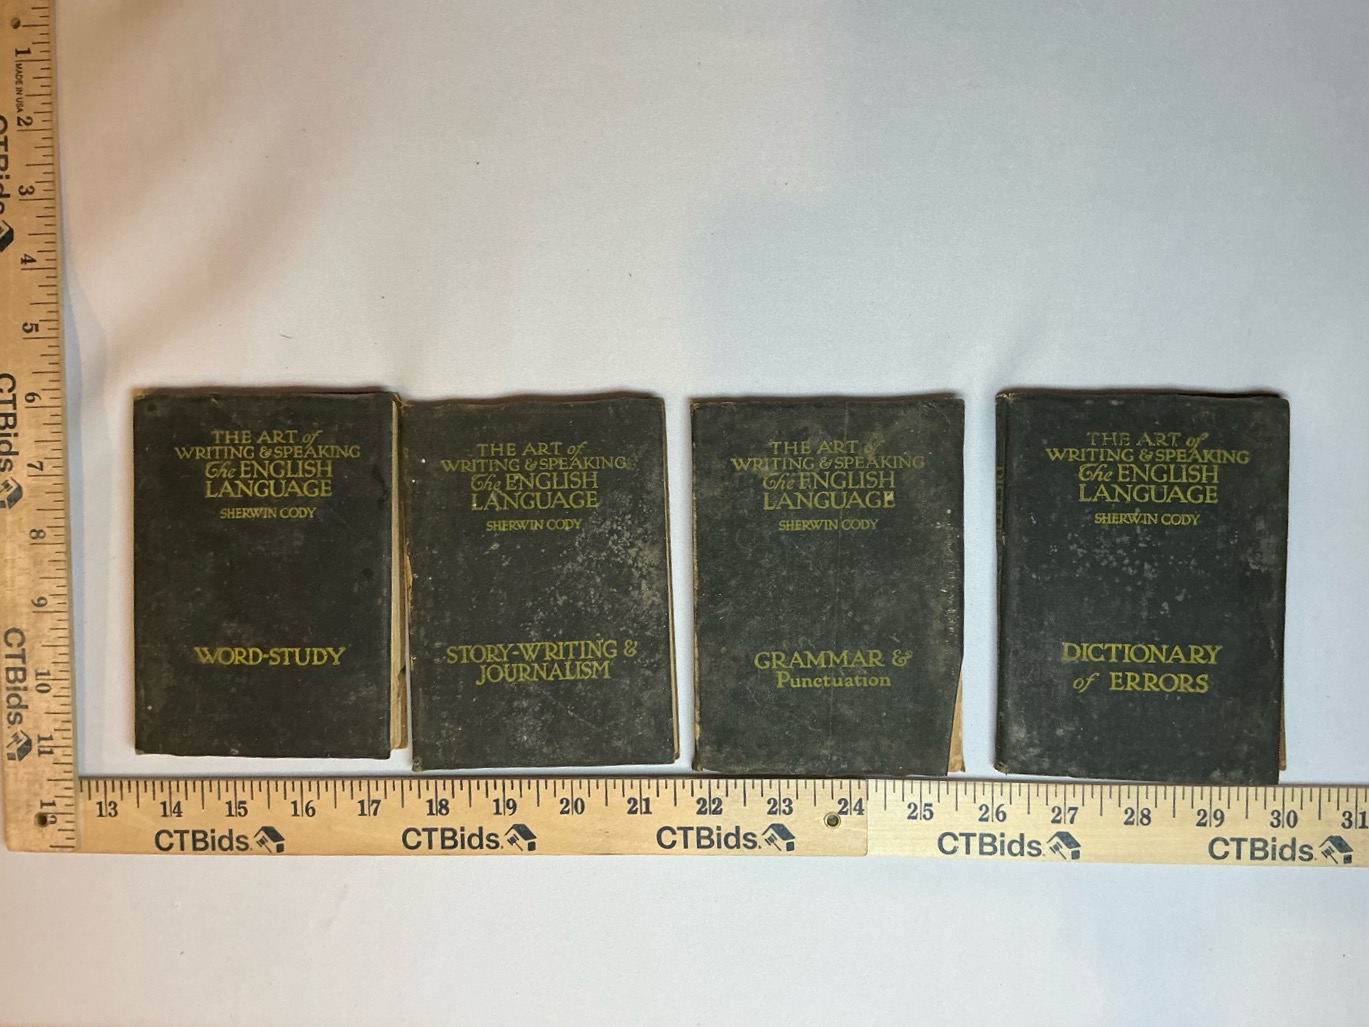 1
MADE IN USA
2
3
4
5
6
7
8
9
10
11
12
CTBids.
CTBids.
CTBids.
THE ART of
WRITING & SPEAKING
The ENGLISH
LANGUAGE
SHERWIN CODY
WORD-STUDY
THE ART of
WRITING & SPEAKING
The ENGLISH
LANGUAGE
SHERWIN CODY
STORY-WRITING &
JOURNALISM
THE ART of
WRITING & SPEAKING
The ENGLISH
LANGUAGE
SHERWIN CODY
GRAMMAR &
Punctuation
THE ART of
WRITING & SPEAKING
The ENGLISH
LANGUAGE
SHERWIN CODY
DICTIONARY
of ERRORS
13 14 15 16 17 18 19 20 21 22 23 24 25 26 27 28 29 30 31
CTBids. CTBids. CTBids. CTBids. CTBids.